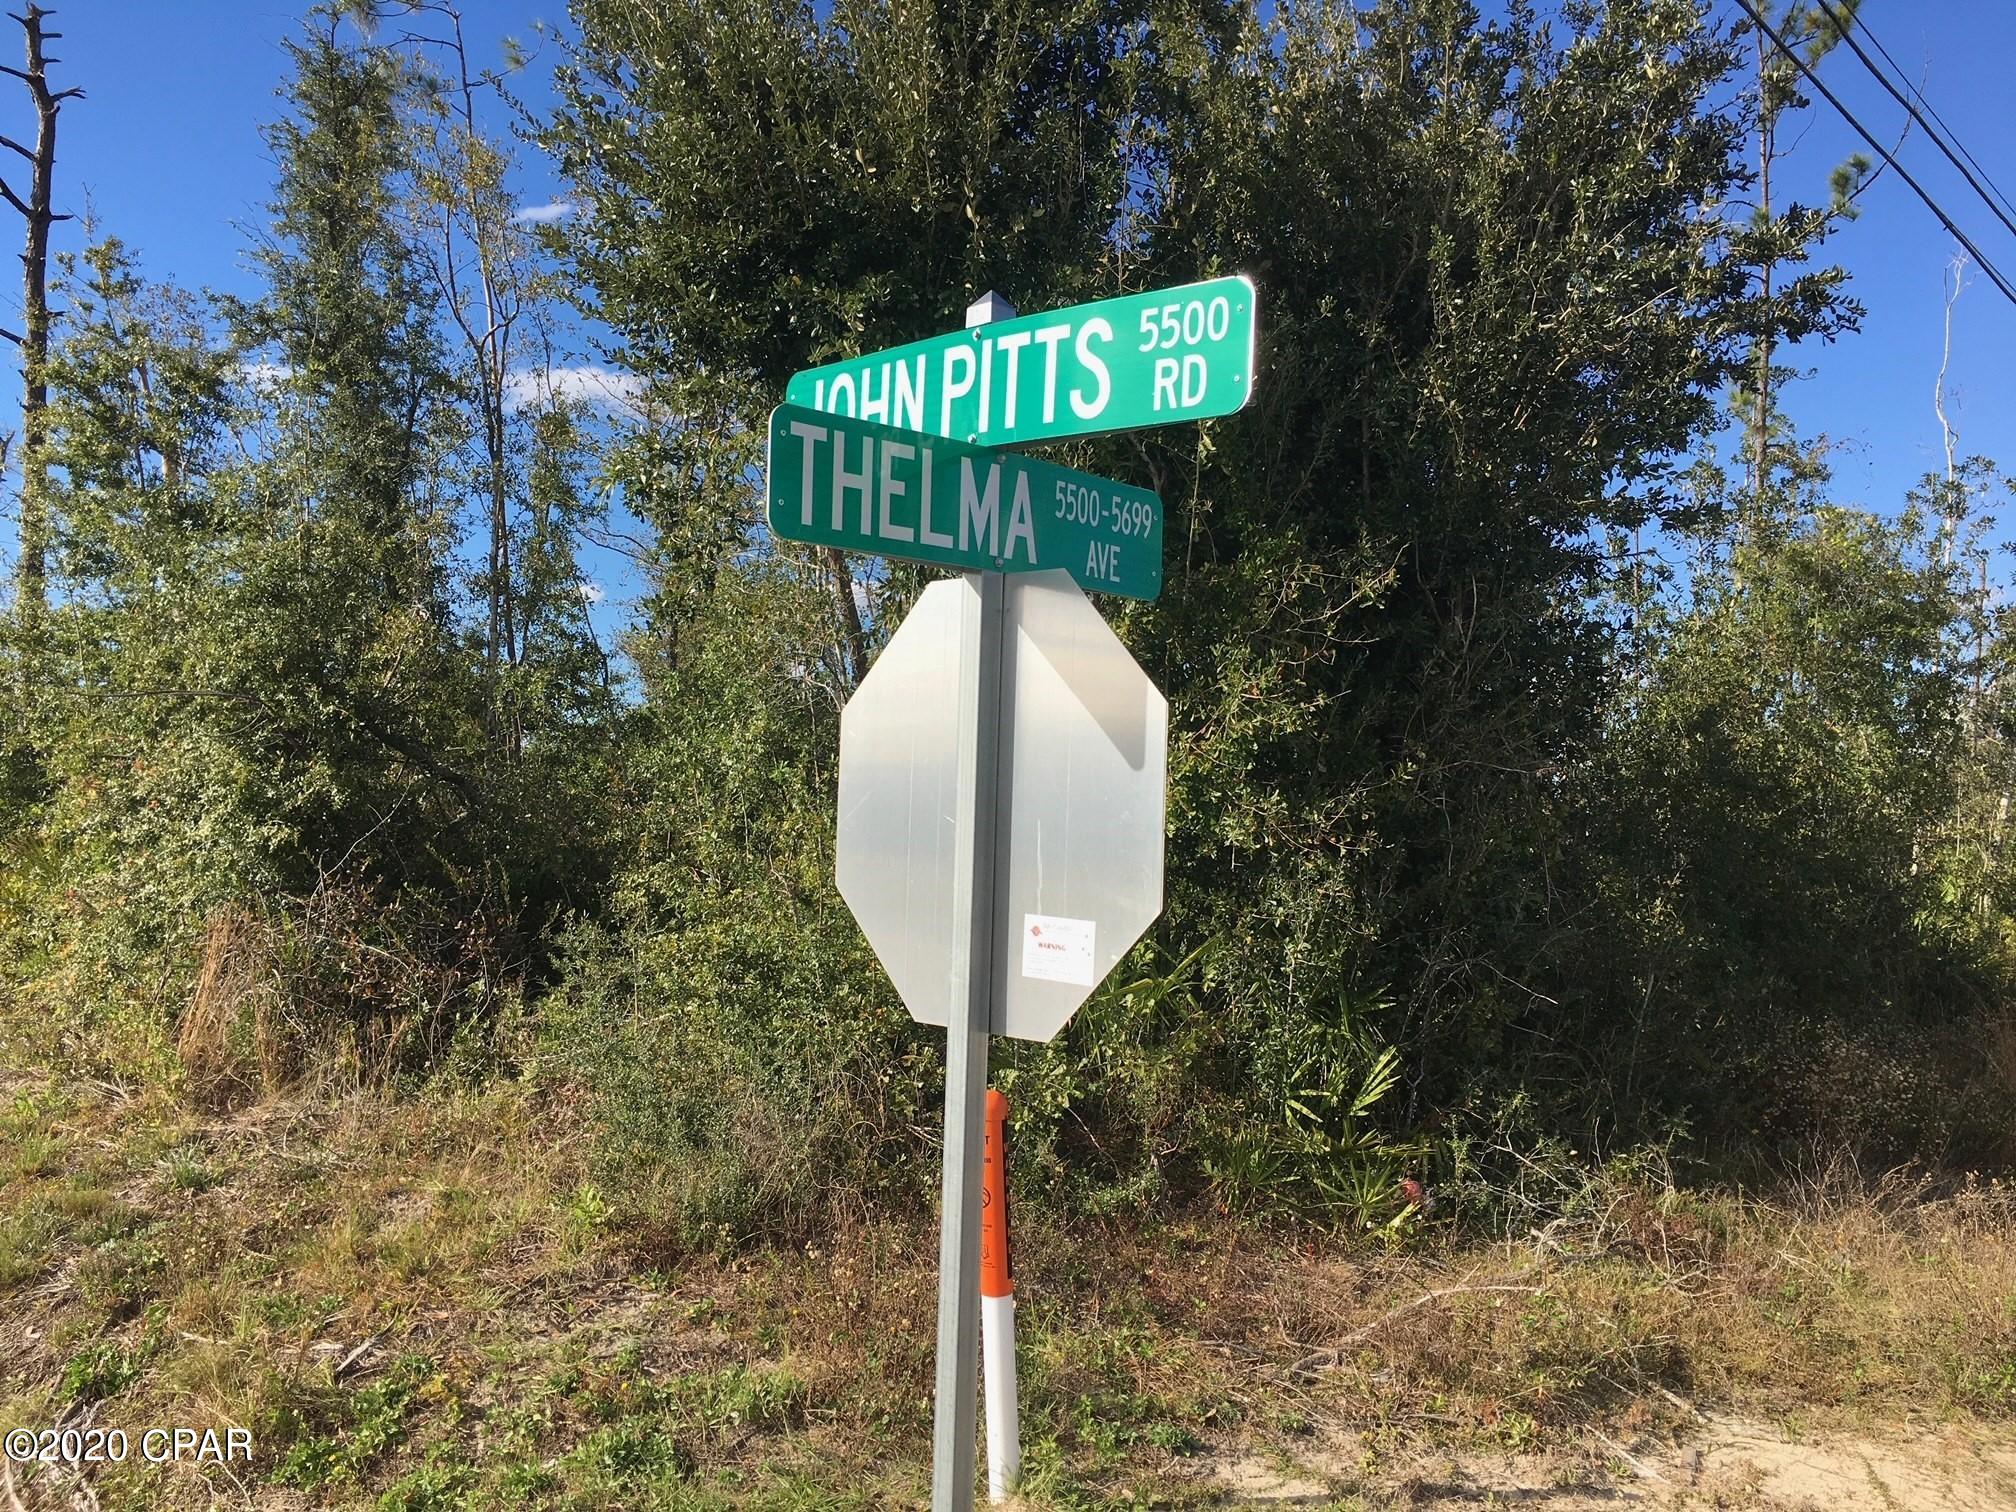 JOHN PITTS 5500
RD
THELMA 5500-5699
AVE
WARNING
©2020 CPAR